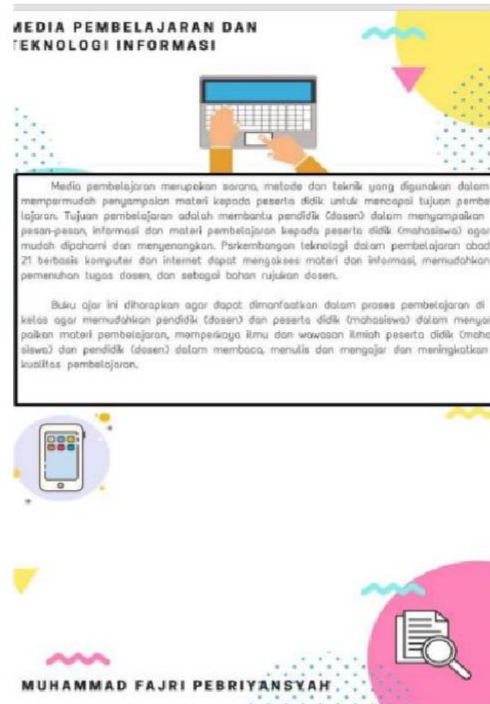 MEDIA PEMBELAJARAN DAN
TEKNOLOGI INFORMASI
Media pembelajaran merupakan sarana, metode dan teknik yang digunakan dalam
mempermudah penyampaian materi kepada peserta didik untuk mencapai tujuan pembe
lajaran. Tujuan pembelajaran adalah membantu pendidik (dosen) dalam menyampaikan
pesan-pesan, informasi dan materi pembelajaran kepada peserta didik (mahasiswa) agar
mudah dipahami dan menyenangkan. Parkembangan teknologi dalam pembelajaran abad
21 berbasis komputer dan internet dapat mengakses materi dan informasi, memudahkan
pemenuhan tugas dosen, dan sebagai bahan rujukan dosen.
Buku ajar ini diharapkan agar dapat dimanfaatkan dalam proses pembelajaran di
kelas agar memudahkan pendidik (dosen) dan peserta didik (mahasiswa) dalam menyam
paikan materi pembelajaran, memperkaya ilmu dan wawasan ilmiah peserta didik (maha
siswa) dan pendidik (dosen) dalam membaca, menulis dan mengajar dan meningkatkan
kualitas pembelajaran.
MUHAMMAD FAJRI PEBRIYANSYAH